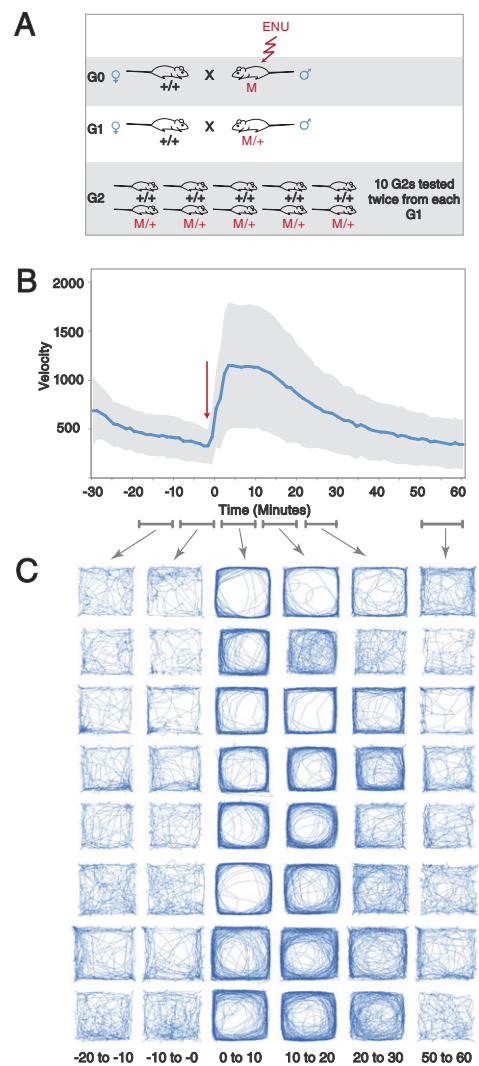 A
ENU
G0 ♀ X ♂
+/+ M
G1 ♀ X ♂
+/+ M/+
G2
+/+ +/+ +/+ +/+ +/+
M/+ M/+ M/+ M/+ M/+
10 G2s tested
twice from each
G1
B
Velocity
2000
1500
1000
500
-30 -20 -10 0 10 20 30 40 50 60
Time (Minutes)
C
-20 to -10 -10 to -0 0 to 10 10 to 20 20 to 30 50 to 60